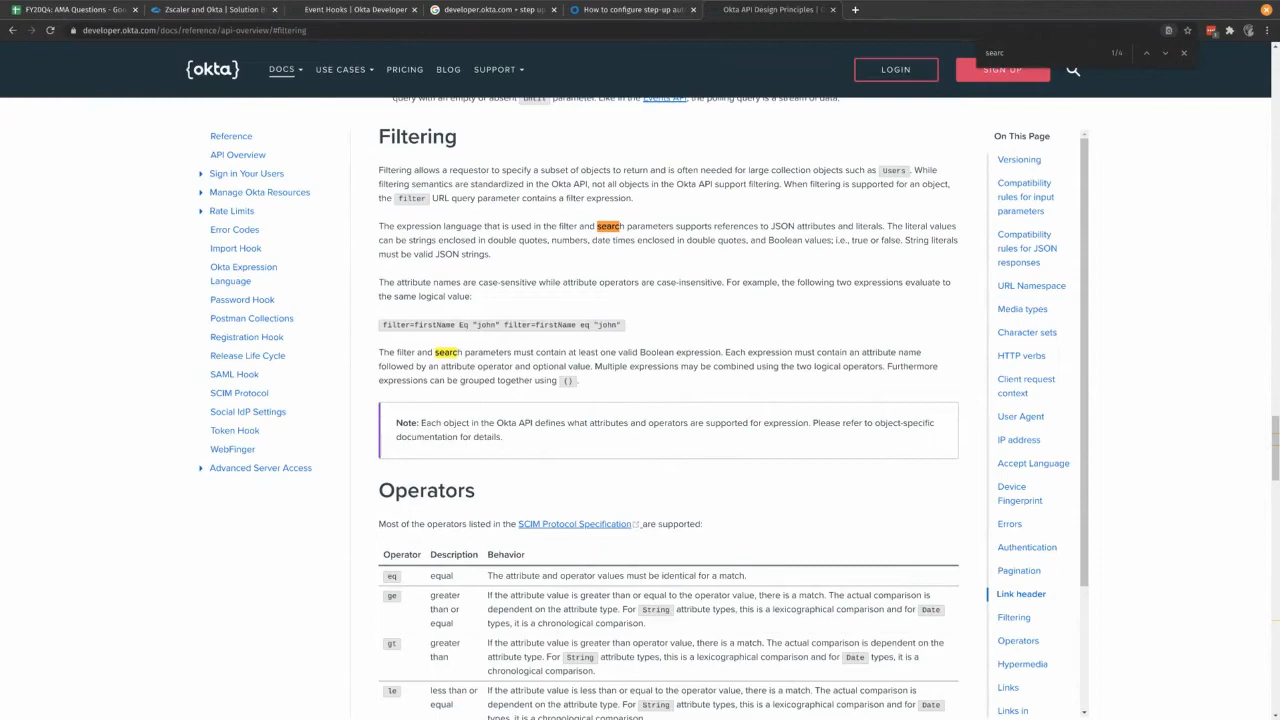 FY20Q4: AMA Questions - Goo
Zscaler and Okta | Solution B
Event Hooks | Okta Developer
developer.okta.com + step up
How to configure step-up aut
Okta API Design Principles | O
developer.okta.com/docs/reference/api-overview/#filtering
searc
1/4
{okta}
DOCS
USE CASES
PRICING
BLOG
SUPPORT
LOGIN
SIGN UP
query with an empty or absent until parameter. Like in the Events API, the polling query is a stream of data.
Reference
API Overview
Sign in Your Users
Manage Okta Resources
Rate Limits
Error Codes
Import Hook
Okta Expression
Language
Password Hook
Postman Collections
Registration Hook
Release Life Cycle
SAML Hook
SCIM Protocol
Social IdP Settings
Token Hook
WebFinger
Advanced Server Access
Filtering
Filtering allows a requestor to specify a subset of objects to return and is often needed for large collection objects such as Users. While
filtering semantics are standardized in the Okta API, not all objects in the Okta API support filtering. When filtering is supported for an object,
the filter URL query parameter contains a filter expression.
The expression language that is used in the filter and search parameters supports references to JSON attributes and literals. The literal values
can be strings enclosed in double quotes, numbers, date times enclosed in double quotes, and Boolean values; i.e., true or false. String literals
must be valid JSON strings.
The attribute names are case-sensitive while attribute operators are case-insensitive. For example, the following two expressions evaluate to
the same logical value:
filter=firstName Eq "john" filter=firstName eq "john"
The filter and search parameters must contain at least one valid Boolean expression. Each expression must contain an attribute name
followed by an attribute operator and optional value. Multiple expressions may be combined using the two logical operators. Furthermore
expressions can be grouped together using ().
Note: Each object in the Okta API defines what attributes and operators are supported for expression. Please refer to object-specific
documentation for details.
Operators
Most of the operators listed in the SCIM Protocol Specification are supported:
Operator Description Behavior
eq equal The attribute and operator values must be identical for a match.
ge greater If the attribute value is greater than or equal to the operator value, there is a match. The actual comparison is
than or dependent on the attribute type. For String attribute types, this is a lexicographical comparison and for Date
equal types, it is a chronological comparison.
gt greater If the attribute value is greater than operator value, there is a match. The actual comparison is dependent on the
than attribute type. For String attribute types, this is a lexicographical comparison and for Date types, it is a
chronological comparison.
le less than or If the attribute value is less than or equal to the operator value, there is a match. The actual comparison is
equal dependent on the attribute type. For String attribute types, this is a lexicographical comparison and for Date
types, it is a chronological comparison.
On This Page
Versioning
Compatibility
rules for input
parameters
Compatibility
rules for JSON
responses
URL Namespace
Media types
Character sets
HTTP verbs
Client request
context
User Agent
IP address
Accept Language
Device
Fingerprint
Errors
Authentication
Pagination
Link header
Filtering
Operators
Hypermedia
Links
Links in